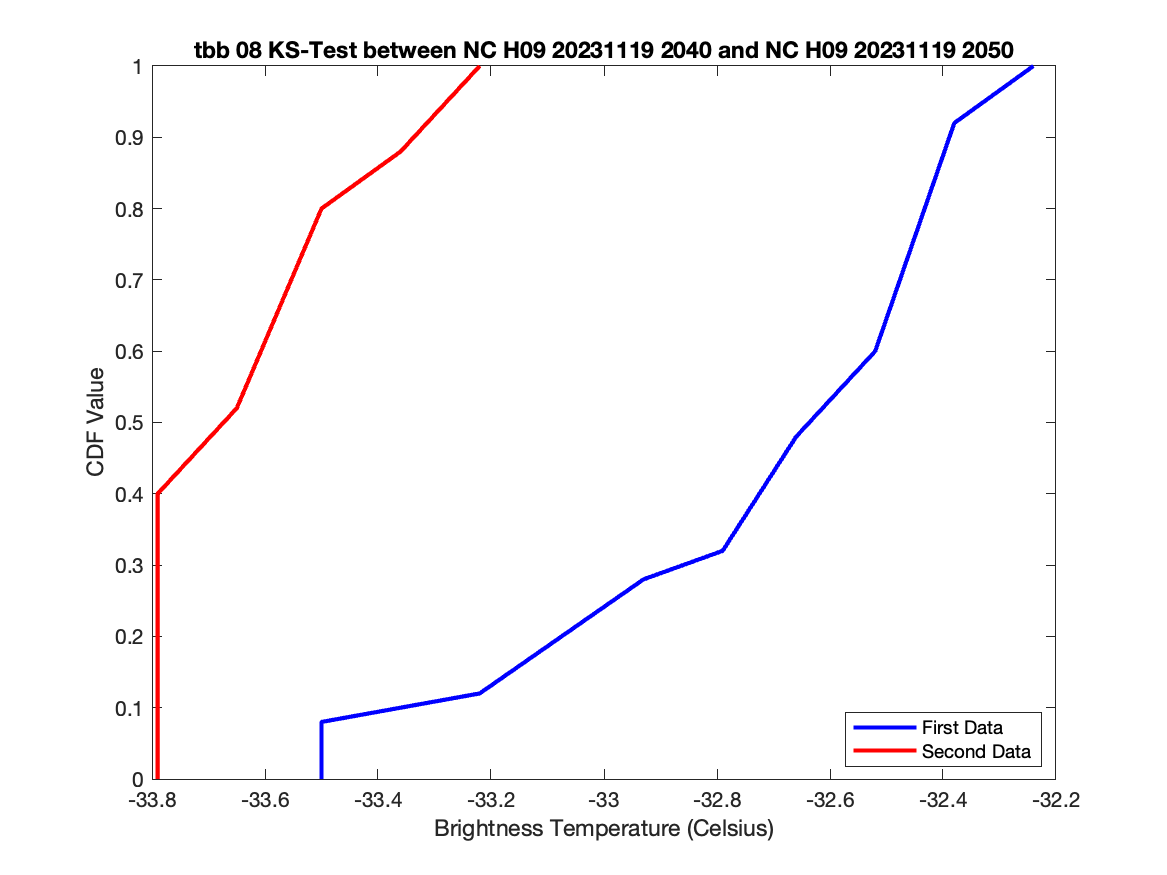 tbb 08 KS-Test between NC H09 20231119 2040 and NC H09 20231119 2050
1
0.9
0.8
0.7
0.6
0.5
0.4
0.3
0.2
0.1
0
CDF Value
First Data
Second Data
-33.8 -33.6 -33.4 -33.2 -33 -32.8 -32.6 -32.4 -32.2
Brightness Temperature (Celsius)